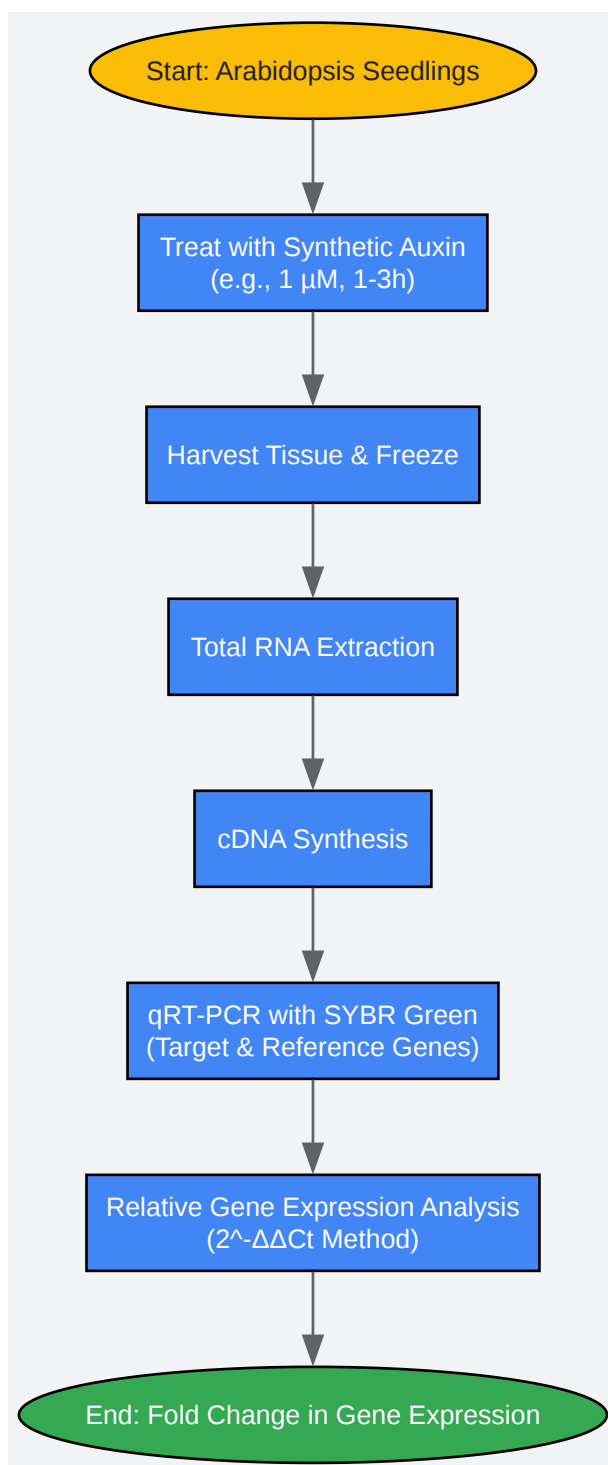 Start: Arabidopsis Seedlings
Treat with Synthetic Auxin
(e.g., 1 µM, 1-3h)
Harvest Tissue & Freeze
Total RNA Extraction
cDNA Synthesis
qRT-PCR with SYBR Green
(Target & Reference Genes)
Relative Gene Expression Analysis
(2^-ΔΔCt Method)
End: Fold Change in Gene Expression